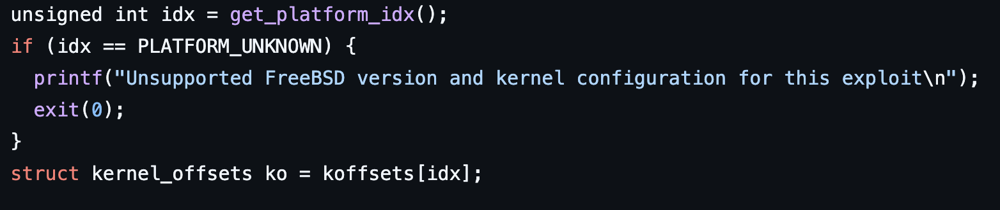 unsigned int idx = get_platform_idx();
if (idx == PLATFORM_UNKNOWN) {
  printf("Unsupported FreeBSD version and kernel configuration for this exploit\n");
  exit(0);
}
struct kernel_offsets ko = koffsets[idx];